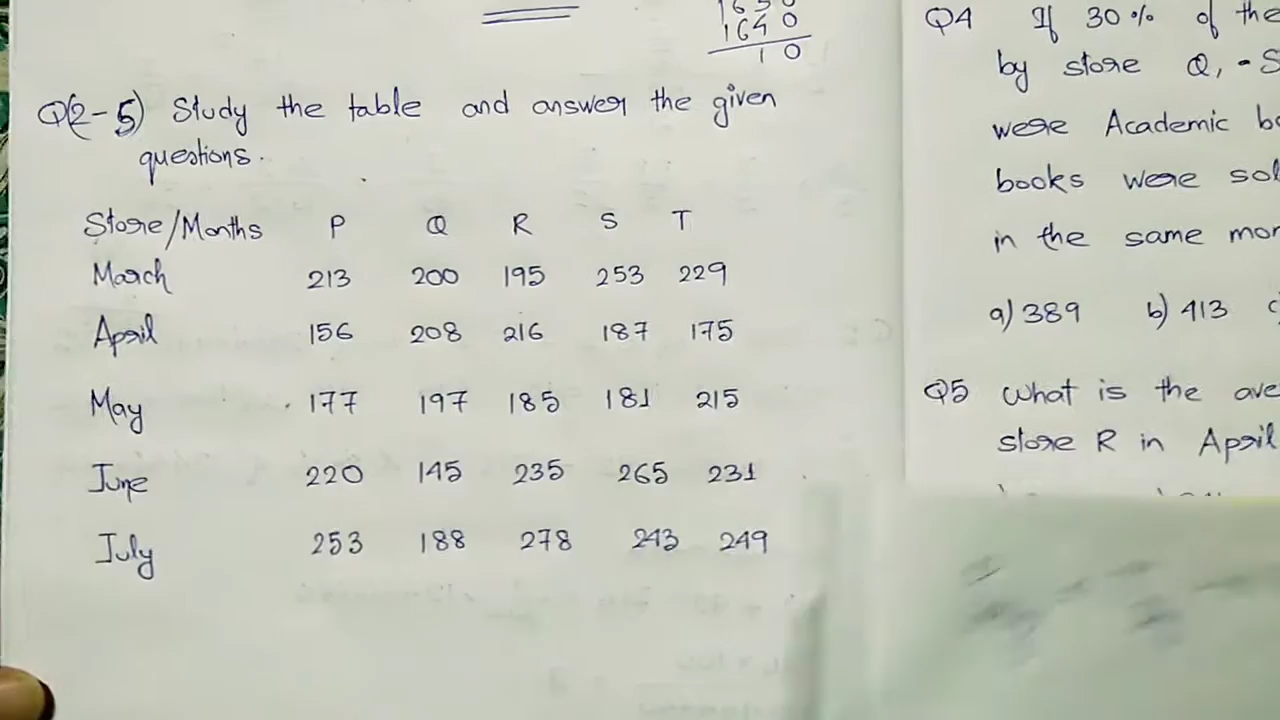 1640
10
Q(2-5) Study the table and answer the given
questions.
Store/Months P Q R S T
March 213 200 195 253 229
April 156 208 216 187 175
May 177 197 185 181 215
June 220 145 235 265 231
July 253 188 278 243 249
Q4 If 30% of the
by store Q, - S
were Academic
books were
in the same
a) 389 b) 413
Q5 What is the
store R in April